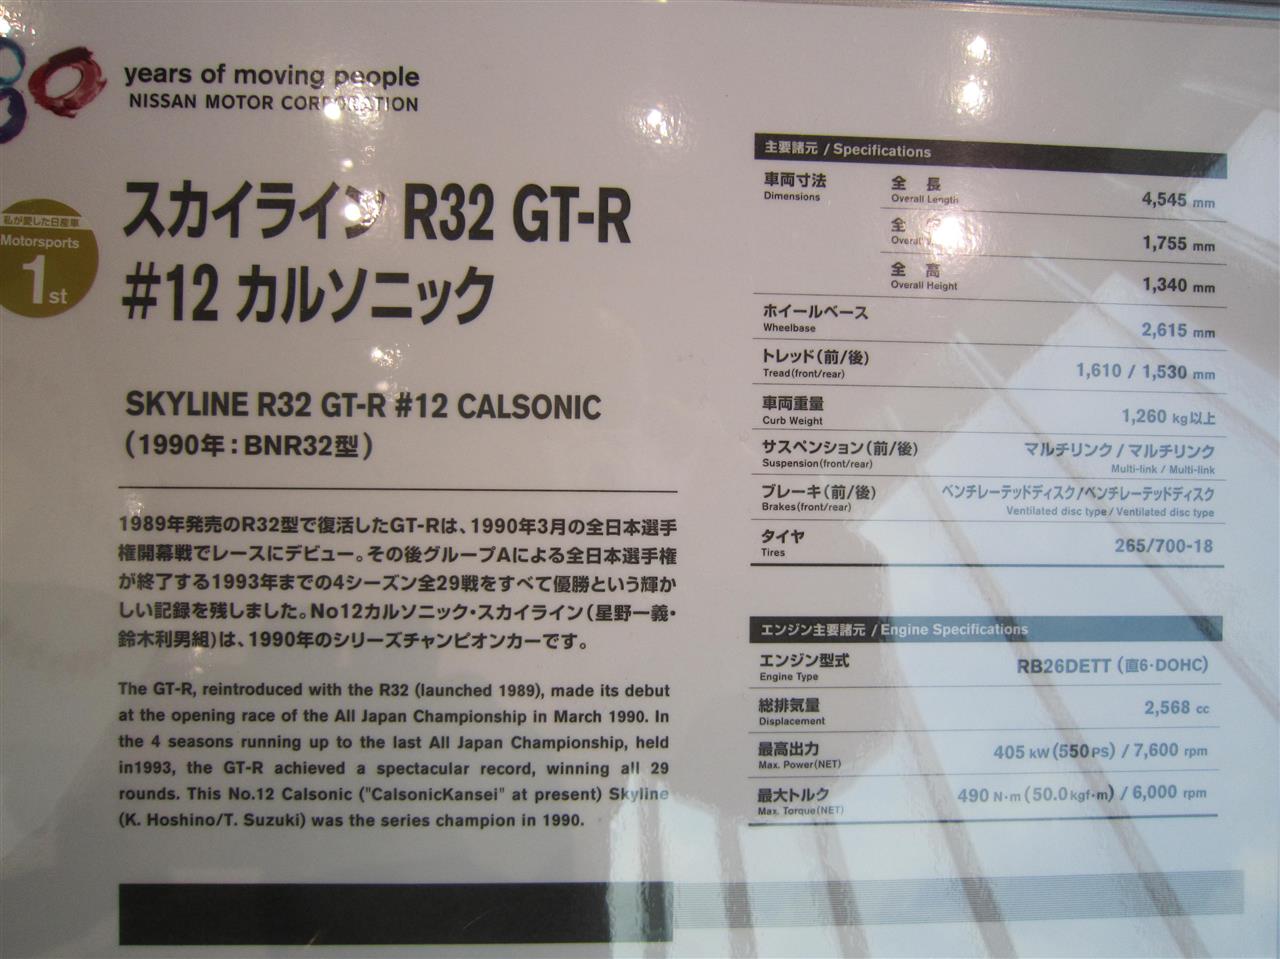 80 years of moving people
NISSAN MOTOR CORPORATION
私が愛した日産車
Motorsports
1st
スカイライン R32 GT-R
#12 カルソニック
SKYLINE R32 GT-R #12 CALSONIC
(1990年:BNR32型)
1989年発売のR32型で復活したGT-Rは、1990年3月の全日本選手
権開幕戦でレースにデビュー。その後グループAによる全日本選手権
が終了する1993年までの4シーズン全29戦をすべて優勝という輝か
しい記録を残しました。No12カルソニック・スカイライン(星野一義・
鈴木利男組)は、1990年のシリーズチャンピオンカーです。
The GT-R, reintroduced with the R32 (launched 1989), made its debut
at the opening race of the All Japan Championship in March 1990. In
the 4 seasons running up to the last All Japan Championship, held
in1993, the GT-R achieved a spectacular record, winning all 29
rounds. This No.12 Calsonic ("CalsonicKansei" at present) Skyline
(K. Hoshino/T. Suzuki) was the series champion in 1990.
主要諸元 / Specifications
車両寸法 全長 4,545 mm
Dimensions Overall Length
全 1,755 mm
Overall
全高 1,340 mm
Overall Height
ホイールベース 2,615 mm
Wheelbase
トレッド(前/後) 1,610 / 1,530 mm
Tread(front/rear)
車両重量 1,260 kg以上
Curb Weight
サスペンション(前/後) マルチリンク / マルチリンク
Suspension(front/rear) Multi-link / Multi-link
ブレーキ(前/後) ベンチレーテッドディスク/ベンチレーテッドディスク
Brakes(front/rear) Ventilated disc type / Ventilated disc type
タイヤ 265/700-18
Tires
エンジン主要諸元 / Engine Specifications
エンジン型式 RB26DETT (直6・DOHC)
Engine Type
総排気量 2,568 cc
Displacement
最高出力 405 kW(550PS) / 7,600 rpm
Max. Power(NET)
最大トルク 490 N・m(50.0kgf・m) / 6,000 rpm
Max. Torque(NET)